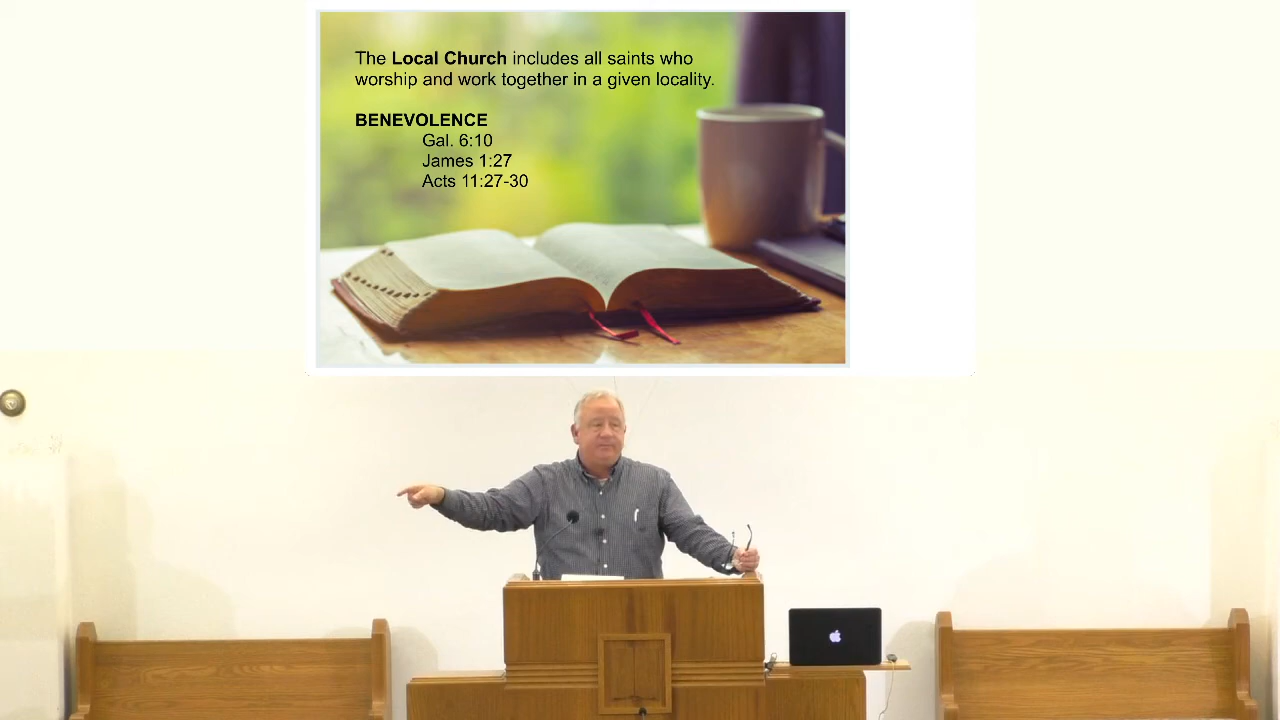 The Local Church includes all saints who
worship and work together in a given locality.
BENEVOLENCE
Gal. 6:10
James 1:27
Acts 11:27-30